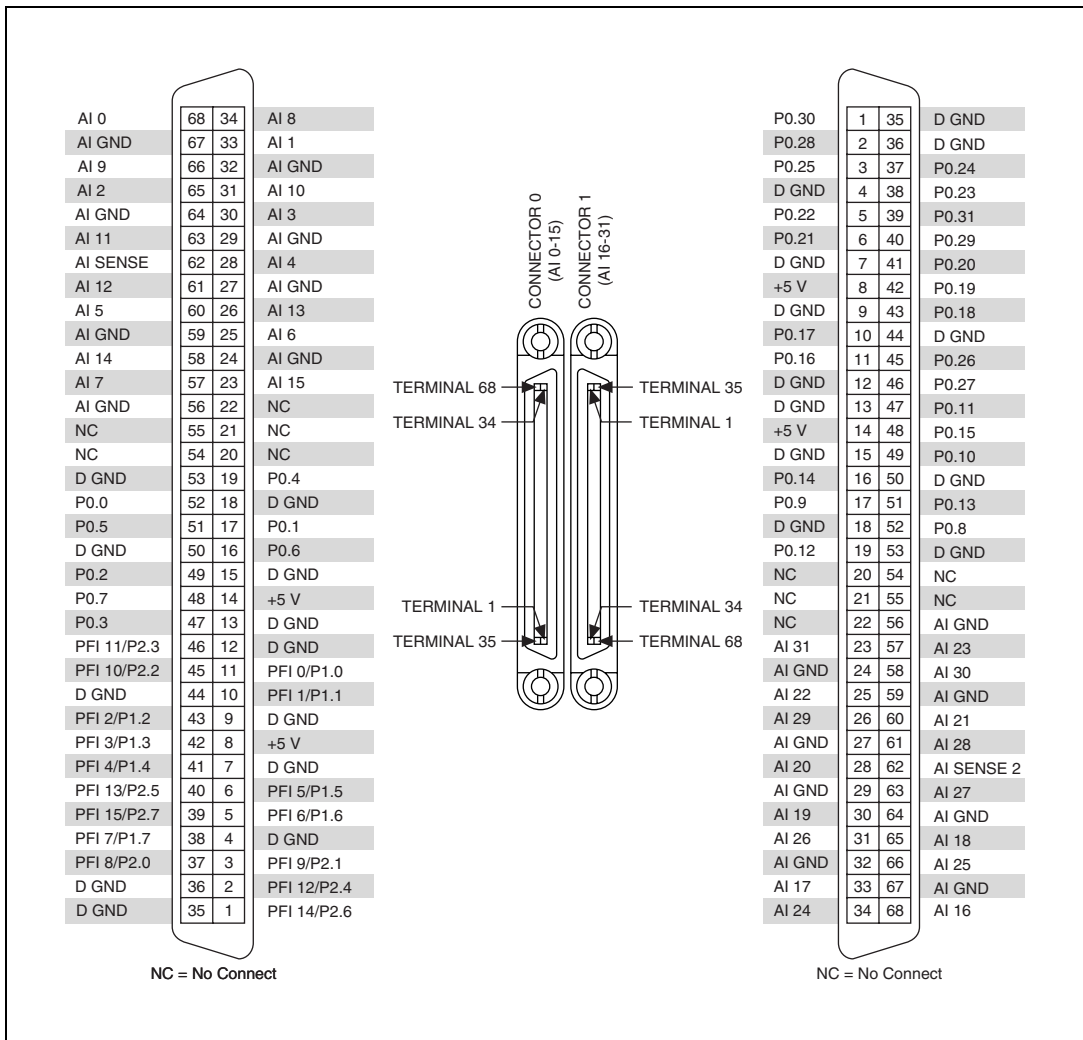 AI 0 68 34 AI 8
AI GND 67 33 AI 1
AI 9 66 32 AI GND
AI 2 65 31 AI 10
AI GND 64 30 AI 3
AI 11 63 29 AI GND
AI SENSE 62 28 AI 4
AI 12 61 27 AI GND
AI 5 60 26 AI 13
AI GND 59 25 AI 6
AI 14 58 24 AI GND
AI 7 57 23 AI 15
AI GND 56 22 NC
NC 55 21 NC
NC 54 20 NC
D GND 53 19 P0.4
P0.0 52 18 D GND
P0.5 51 17 P0.1
D GND 50 16 P0.6
P0.2 49 15 D GND
P0.7 48 14 +5 V
P0.3 47 13 D GND
PFI 11/P2.3 46 12 D GND
PFI 10/P2.2 45 11 PFI 0/P1.0
D GND 44 10 PFI 1/P1.1
PFI 2/P1.2 43 9 D GND
PFI 3/P1.3 42 8 +5 V
PFI 4/P1.4 41 7 D GND
PFI 13/P2.5 40 6 PFI 5/P1.5
PFI 15/P2.7 39 5 PFI 6/P1.6
PFI 7/P1.7 38 4 D GND
PFI 8/P2.0 37 3 PFI 9/P2.1
D GND 36 2 PFI 12/P2.4
D GND 35 1 PFI 14/P2.6
NC = No Connect
CONNECTOR 0
(AI 0-15)
CONNECTOR 1
(AI 16-31)
TERMINAL 68
TERMINAL 34
TERMINAL 35
TERMINAL 1
TERMINAL 1
TERMINAL 35
TERMINAL 34
TERMINAL 68
P0.30 1 35 D GND
P0.28 2 36 D GND
P0.25 3 37 P0.24
D GND 4 38 P0.23
P0.22 5 39 P0.31
P0.21 6 40 P0.29
D GND 7 41 P0.20
+5 V 8 42 P0.19
D GND 9 43 P0.18
P0.17 10 44 D GND
P0.16 11 45 P0.26
D GND 12 46 P0.27
D GND 13 47 P0.11
+5 V 14 48 P0.15
D GND 15 49 P0.10
P0.14 16 50 D GND
P0.9 17 51 P0.13
D GND 18 52 P0.8
P0.12 19 53 D GND
NC 20 54 NC
NC 21 55 NC
NC 22 56 AI GND
AI 31 23 57 AI 23
AI GND 24 58 AI 30
AI 22 25 59 AI GND
AI 29 26 60 AI 21
AI GND 27 61 AI 28
AI 20 28 62 AI SENSE 2
AI GND 29 63 AI 27
AI 19 30 64 AI GND
AI 26 31 65 AI 18
AI GND 32 66 AI 25
AI 17 33 67 AI GND
AI 24 34 68 AI 16
NC = No Connect